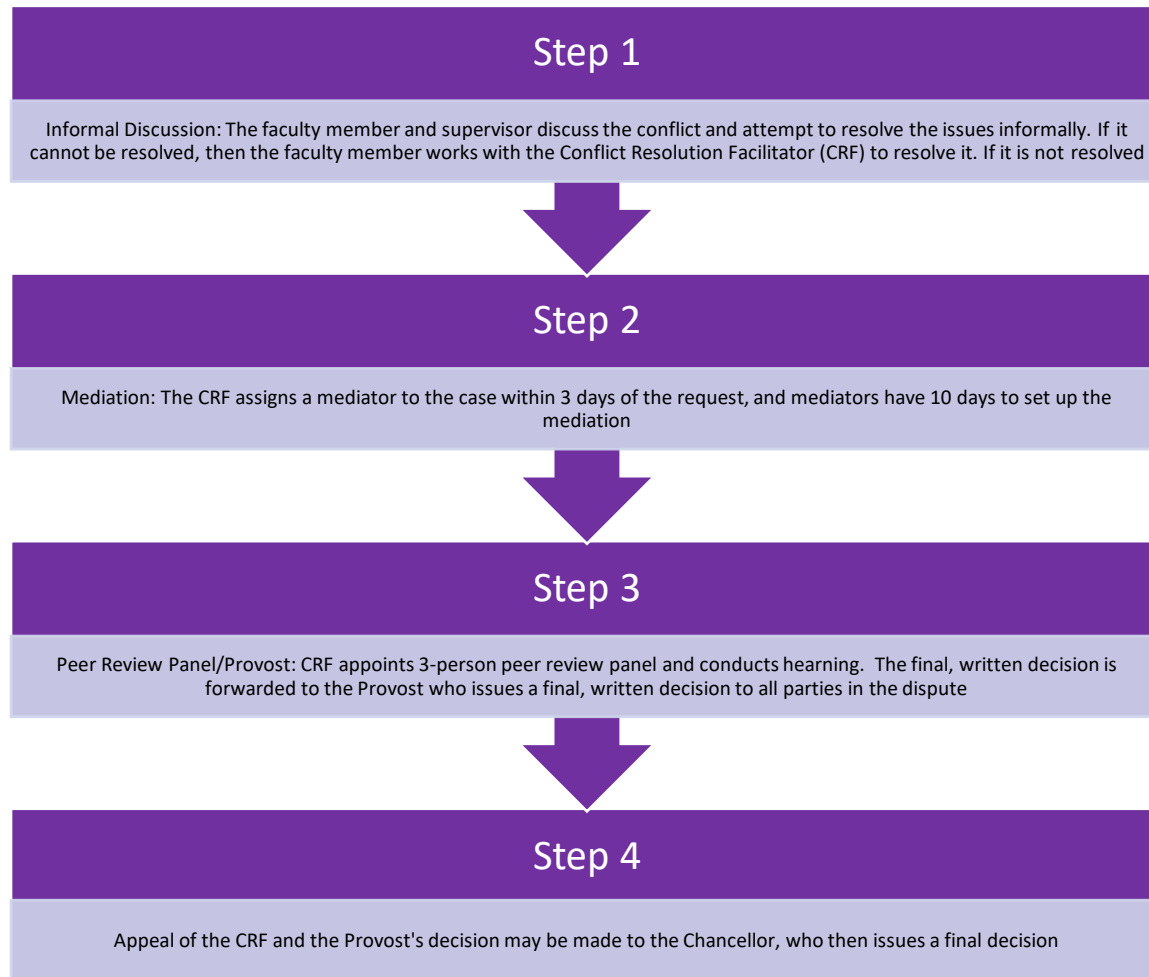 Step 1
Informal Discussion: The faculty member and supervisor discuss the conflict and attempt to resolve the issues informally. If it
cannot be resolved, then the faculty member works with the Conflict Resolution Facilitator (CRF) to resolve it. If it is not resolved
Step 2
Mediation: The CRF assigns a mediator to the case within 3 days of the request, and mediators have 10 days to set up the
mediation
Step 3
Peer Review Panel/Provost: CRF appoints 3-person peer review panel and conducts hearning.  The final, written decision is
forwarded to the Provost who issues a final, written decision to all parties in the dispute
Step 4
Appeal of the CRF and the Provost's decision may be made to the Chancellor, who then issues a final decision